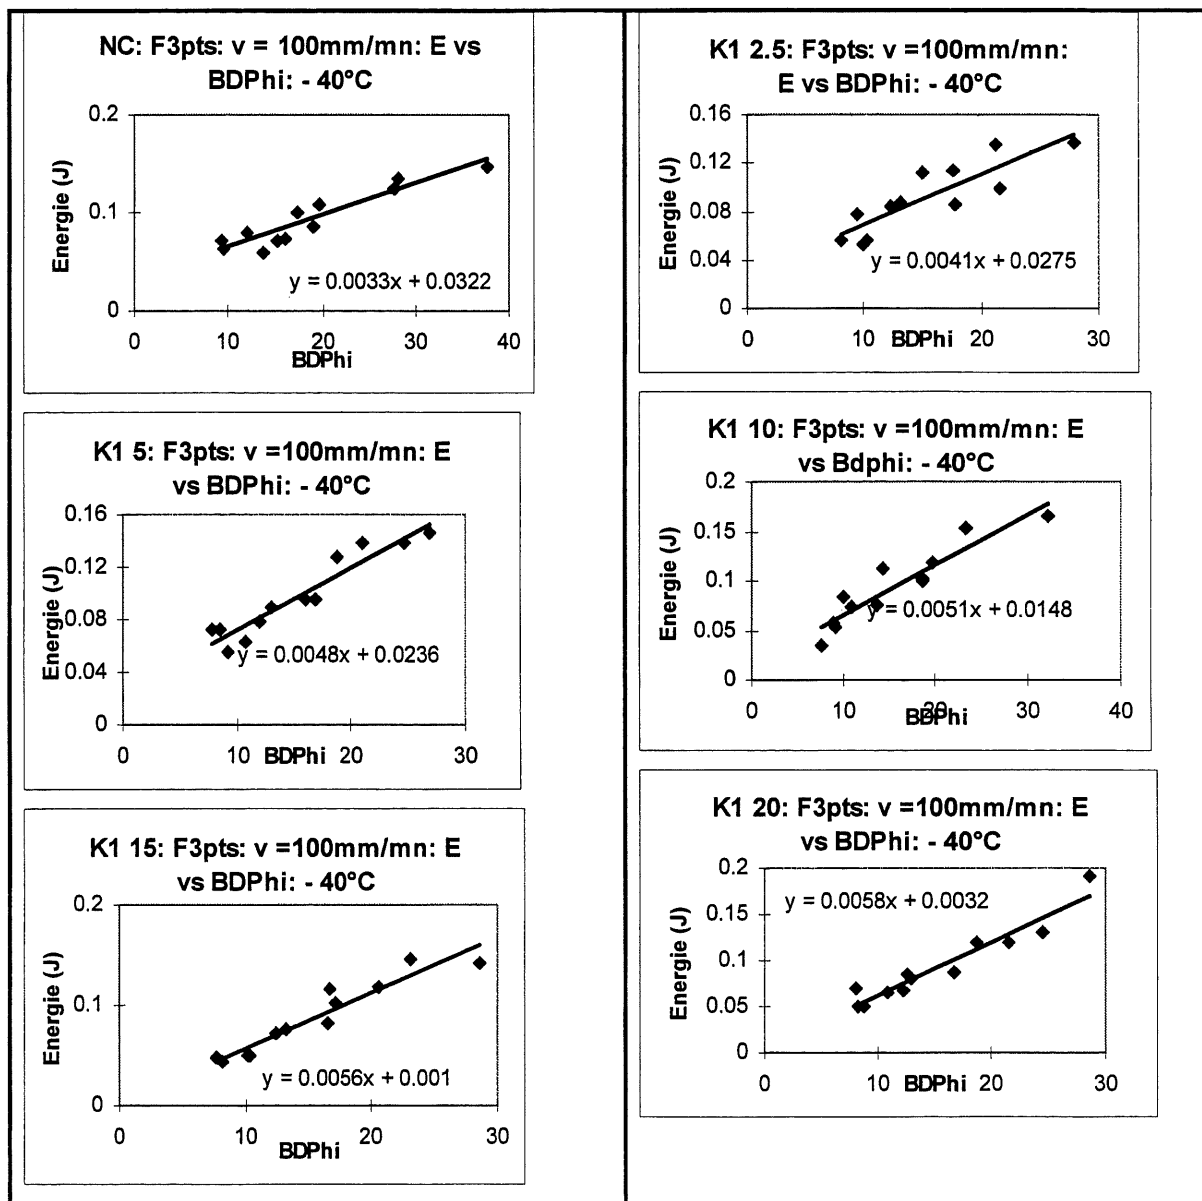 NC: F3pts: v = 100mm/mn: E vs
BDPhi: - 40°C
0.2
0.1
0
Energie (J)
y = 0.0033x + 0.0322
0 10 20 30 40
BDPhi
K1 2.5: F3pts: v =100mm/mn:
E vs BDPhi: - 40°C
0.16
0.12
0.08
0.04
0
Energie (J)
y = 0.0041x + 0.0275
0 10 20 30
BDPhi
K1 5: F3pts: v =100mm/mn: E
vs BDPhi: - 40°C
0.16
0.12
0.08
0.04
0
Energie (J)
y = 0.0048x + 0.0236
0 10 20 30
BDPhi
K1 10: F3pts: v =100mm/mn: E
vs Bdphi: - 40°C
0.2
0.15
0.1
0.05
0
Energie (J)
y = 0.0051x + 0.0148
0 10 20 30 40
BDPhi
K1 15: F3pts: v =100mm/mn: E
vs BDPhi: - 40°C
0.2
0.1
0
Energie (J)
y = 0.0056x + 0.001
0 10 20 30
BDPhi
K1 20: F3pts: v =100mm/mn: E
vs BDPhi: - 40°C
0.2
0.15
0.1
0.05
0
Energie (J)
y = 0.0058x + 0.0032
0 10 20 30
BDPhi